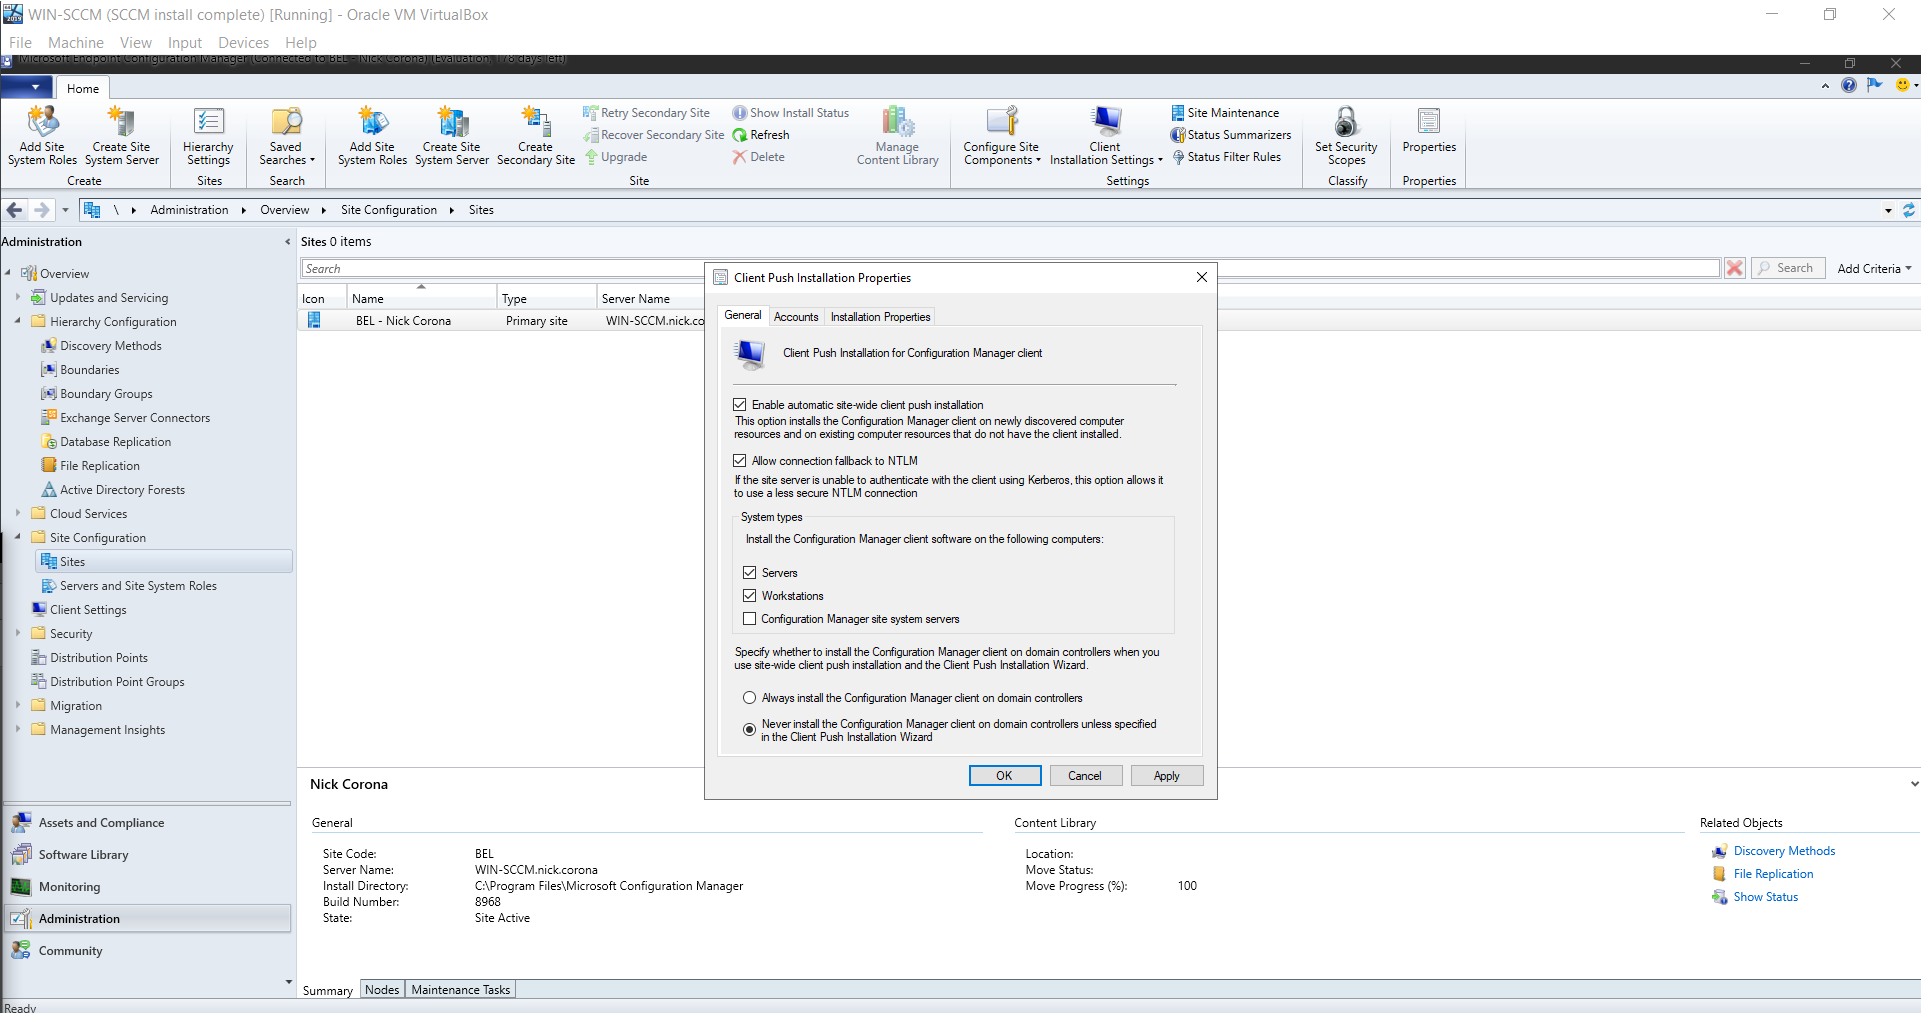 WIN-SCCM (SCCM install complete) [Running] - Oracle VM VirtualBox
File Machine View Input Devices Help
Microsoft Endpoint Configuration Manager (Connected to BEL - Nick Corona) (Evaluation, 178 days left)
Home
Add Site System Roles
Create Site System Server
Create
Hierarchy Settings
Sites
Saved Searches
Search
Add Site System Roles
Create Site System Server
Create Secondary Site
Retry Secondary Site
Recover Secondary Site
Upgrade
Show Install Status
Refresh
Delete
Manage Content Library
Site
Configure Site Components
Client Installation Settings
Site Maintenance
Status Summarizers
Status Filter Rules
Settings
Set Security Scopes
Classify
Properties
Properties
\ Administration Overview Site Configuration Sites
Administration
Overview
Updates and Servicing
Hierarchy Configuration
Discovery Methods
Boundaries
Boundary Groups
Exchange Server Connectors
Database Replication
File Replication
Active Directory Forests
Cloud Services
Site Configuration
Sites
Servers and Site System Roles
Client Settings
Security
Distribution Points
Distribution Point Groups
Migration
Management Insights
Assets and Compliance
Software Library
Monitoring
Administration
Community
Ready
Sites 0 items
Search
Search
Add Criteria
Icon Name Type Server Name
BEL - Nick Corona Primary site WIN-SCCM.nick.co
Client Push Installation Properties
General Accounts Installation Properties
Client Push Installation for Configuration Manager client
Enable automatic site-wide client push installation
This option installs the Configuration Manager client on newly discovered computer
resources and on existing computer resources that do not have the client installed.
Allow connection fallback to NTLM
If the site server is unable to authenticate with the client using Kerberos, this option allows it
to use a less secure NTLM connection
System types
Install the Configuration Manager client software on the following computers:
Servers
Workstations
Configuration Manager site system servers
Specify whether to install the Configuration Manager client on domain controllers when you
use site-wide client push installation and the Client Push Installation Wizard.
Always install the Configuration Manager client on domain controllers
Never install the Configuration Manager client on domain controllers unless specified
in the Client Push Installation Wizard
OK Cancel Apply
Nick Corona
General
Site Code: BEL
Server Name: WIN-SCCM.nick.corona
Install Directory: C:\Program Files\Microsoft Configuration Manager
Build Number: 8968
State: Site Active
Content Library
Location:
Move Status:
Move Progress (%): 100
Related Objects
Discovery Methods
File Replication
Show Status
Summary Nodes Maintenance Tasks